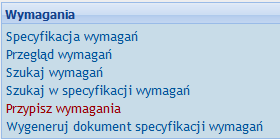 Wymagania
Specyfikacja wymagań
Przegląd wymagań
Szukaj wymagań
Szukaj w specyfikacji wymagań
Przypisz wymagania
Wygeneruj dokument specyfikacji wymagań